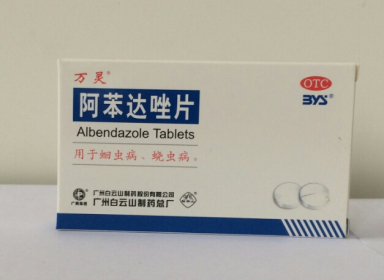 万灵®
OTC
BYS®
阿苯达唑片
Albendazole Tablets
用于蛔虫病、蛲虫病。
广州白云山制药股份有限公司
广州白云山制药总厂